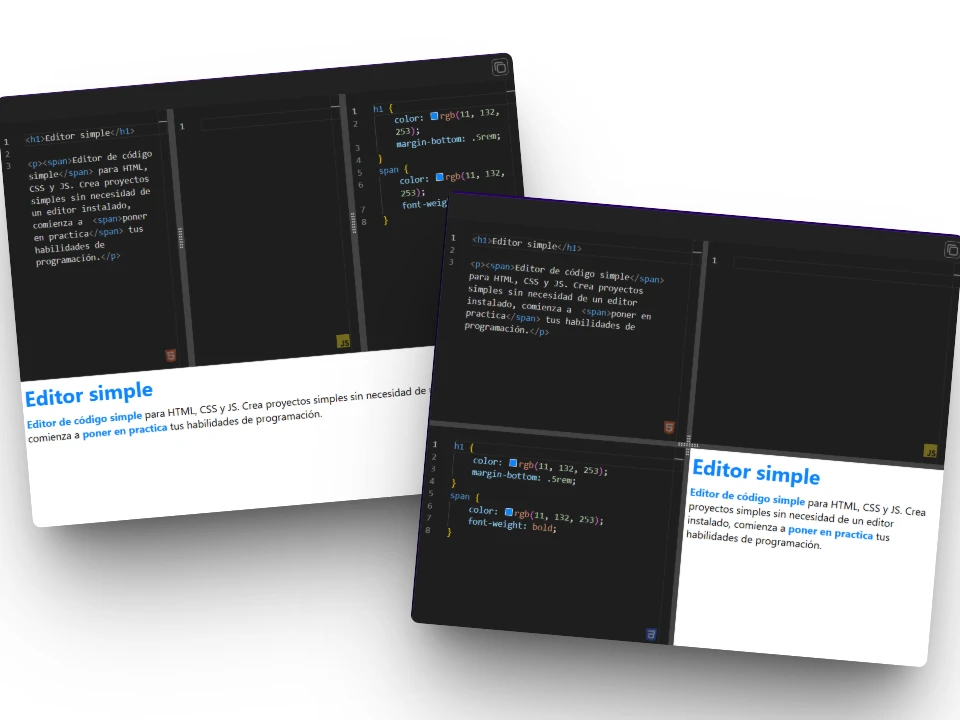 1 <h1>Editor simple</h1>
2
3 <p><span>Editor de código
simple</span> para HTML,
CSS y JS. Crea proyectos
simples sin necesidad de
un editor instalado,
comienza a <span>poner
en practica</span> tus
habilidades de
programación.</p>
1
JS
1 h1 {
2 color: rgb(11, 132,
253);
3 margin-bottom: .5rem;
4 }
5 span {
6 color: rgb(11, 132,
253);
7
8 }
Editor simple
Editor de código simple para HTML, CSS y JS. Crea proyectos simples sin necesidad de
comienza a poner en practica tus habilidades de programación.
1 <h1>Editor simple</h1>
2
3 <p><span>Editor de código simple</span>
para HTML, CSS y JS. Crea proyectos
simples sin necesidad de un editor
instalado, comienza a <span>poner en
practica</span> tus habilidades de
programación.</p>
5
1
JS
1 h1 {
2 color: rgb(11, 132, 253);
3 margin-bottom: .5rem;
4 }
5 span {
6 color: rgb(11, 132, 253);
7 font-weight: bold;
8 }
Editor simple
Editor de código simple para HTML, CSS y JS. Crea
proyectos simples sin necesidad de un editor
instalado, comienza a poner en practica tus
habilidades de programación.